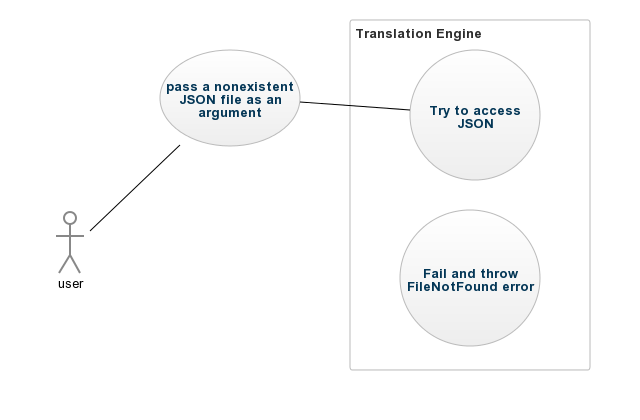 Translation Engine
pass a nonexistent
JSON file as an
argument
Try to access
JSON
user
Fail and throw
FileNotFound error